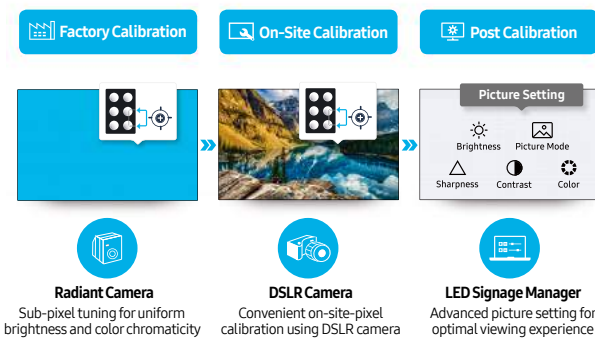 Factory Calibration
On-Site Calibration
Post Calibration
Picture Setting
Brightness
Picture Mode
Sharpness
Contrast
Color
Radiant Camera
Sub-pixel tuning for uniform
brightness and color chromaticity
DSLR Camera
Convenient on-site-pixel
calibration using DSLR camera
LED Signage Manager
Advanced picture setting for
optimal viewing experience